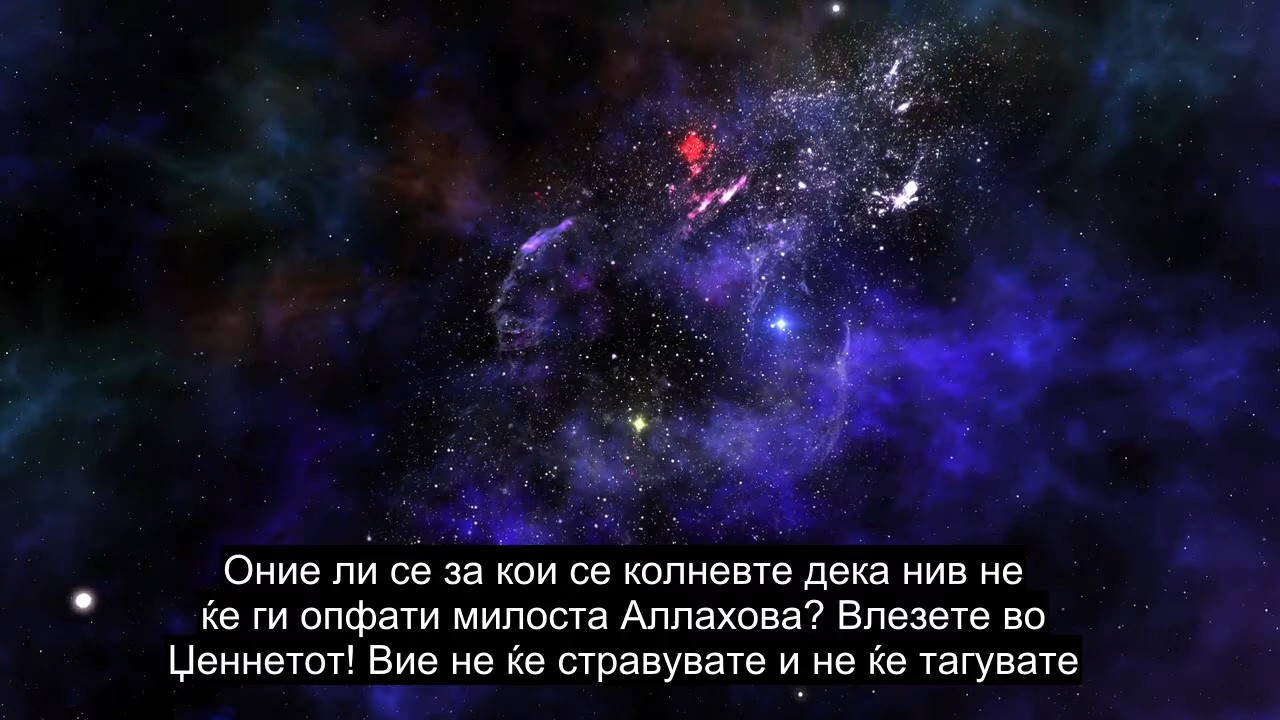 Оние ли се за кои се колневте дека нив не
ќе ги опфати милоста Аллахова? Влезете во
Џеннетот! Вие не ќе стравувате и не ќе тагувате